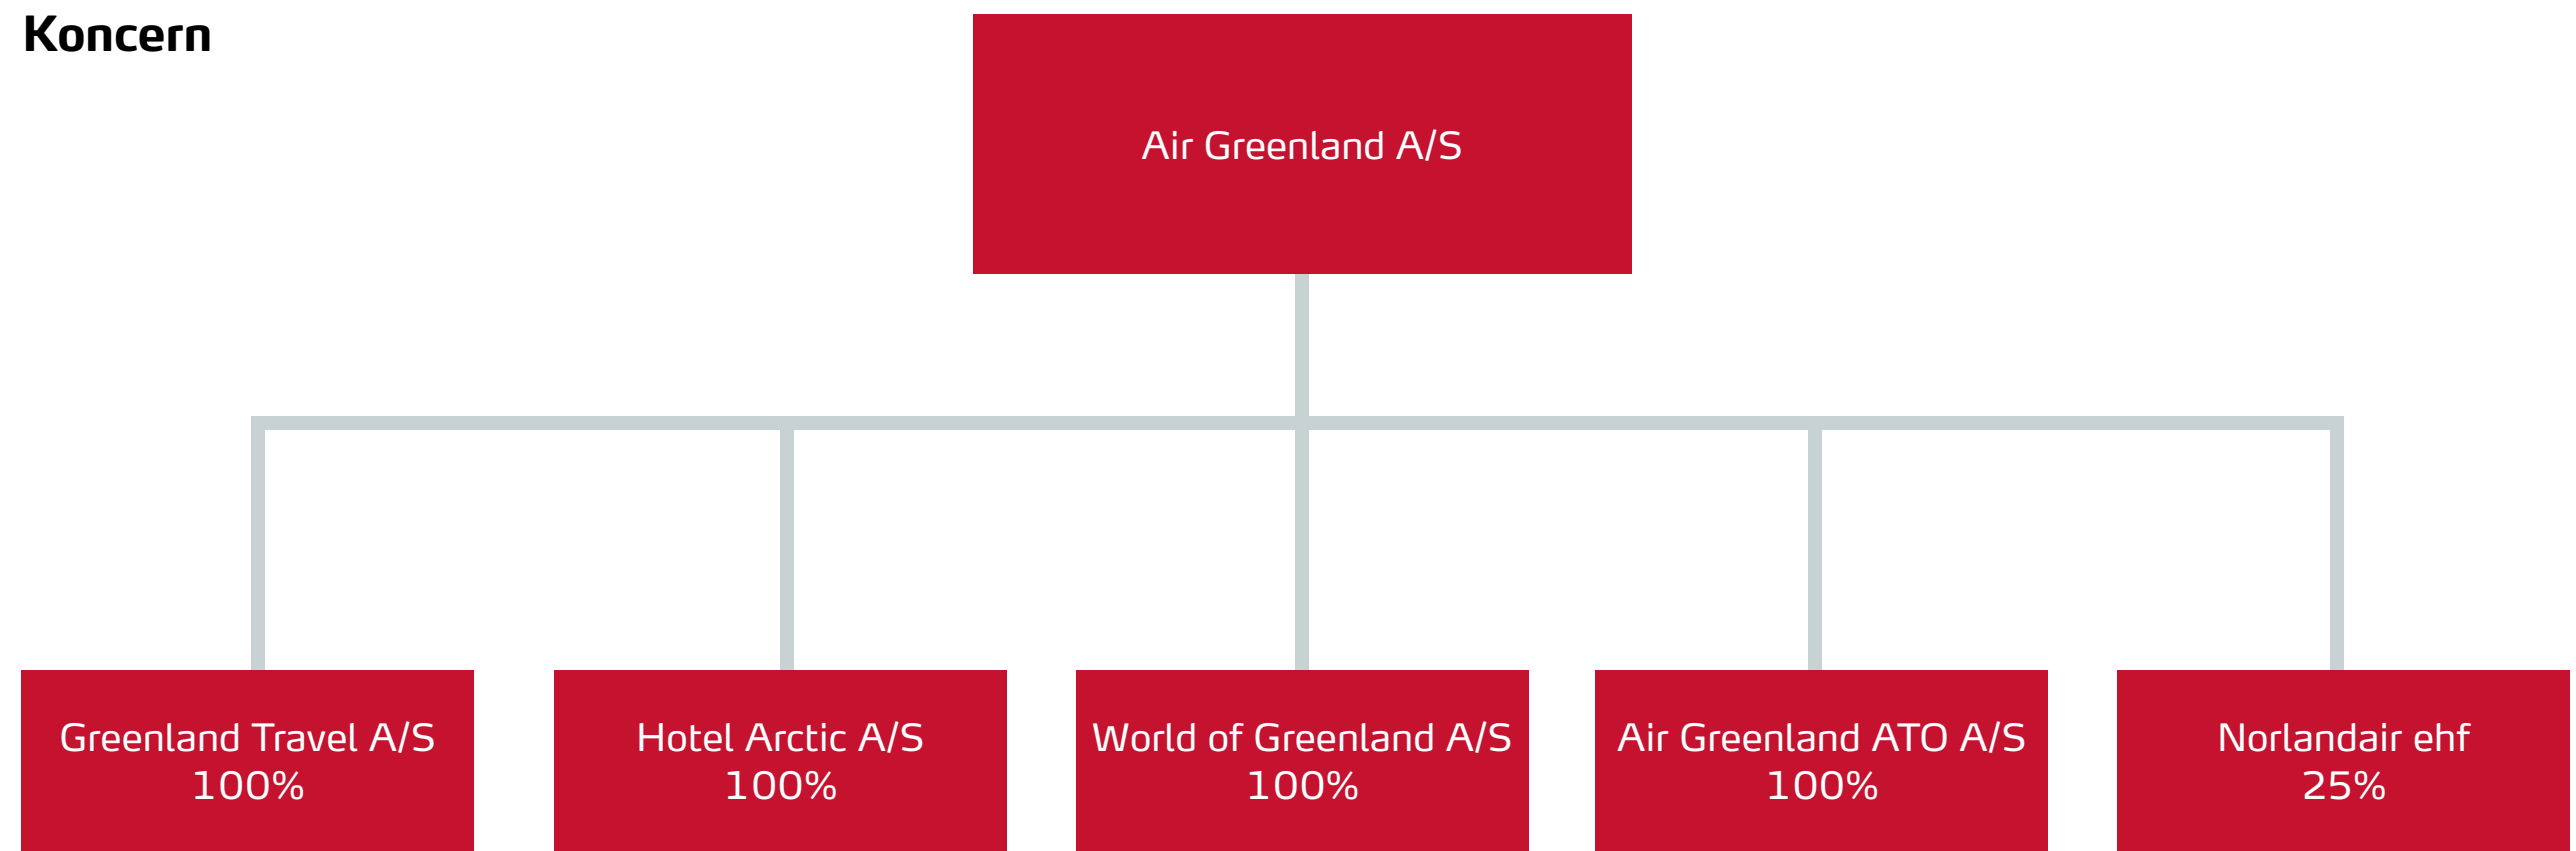 Koncern
Air Greenland A/S
Greenland Travel A/S
100%
Hotel Arctic A/S
100%
World of Greenland A/S
100%
Air Greenland ATO A/S
100%
Norlandair ehf
25%